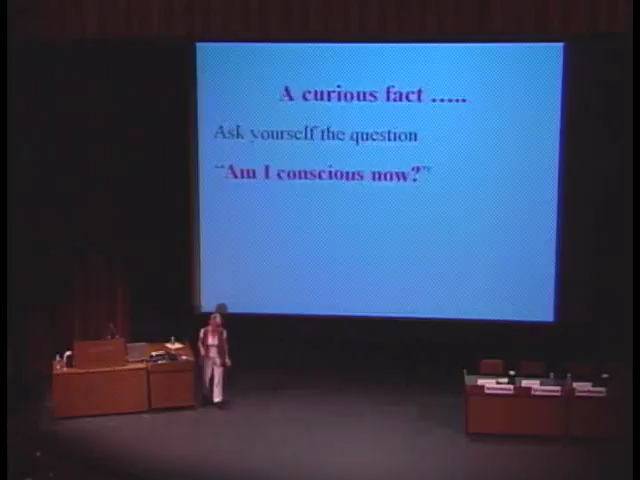 A curious fact .....
Ask yourself the question
"Am I conscious now?"